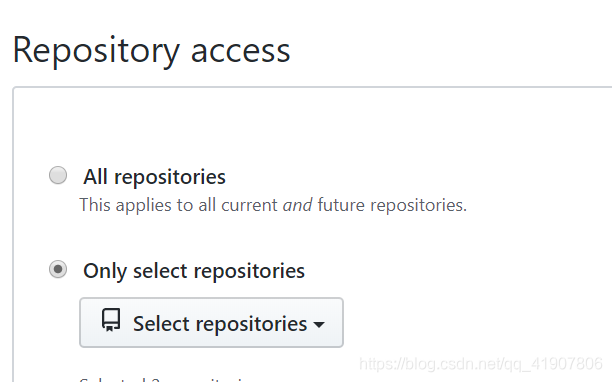 Repository access
All repositories
This applies to all current and future repositories.
Only select repositories
Select repositories
https://blog.csdn.net/qq_41907806
Selected